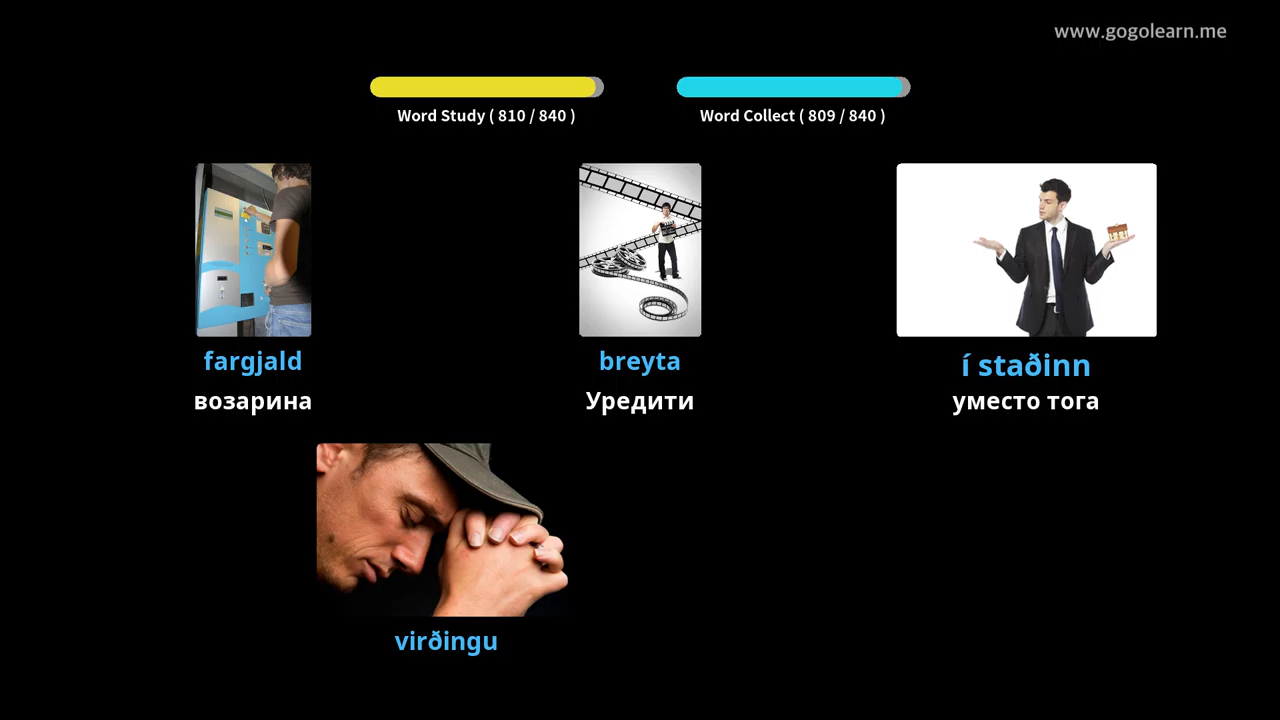 www.gogolearn.me
Word Study ( 810 / 840 )
Word Collect ( 809 / 840 )
fargjald
breyta
í staðinn
возарина
Уредити
уместо тога
virðingu